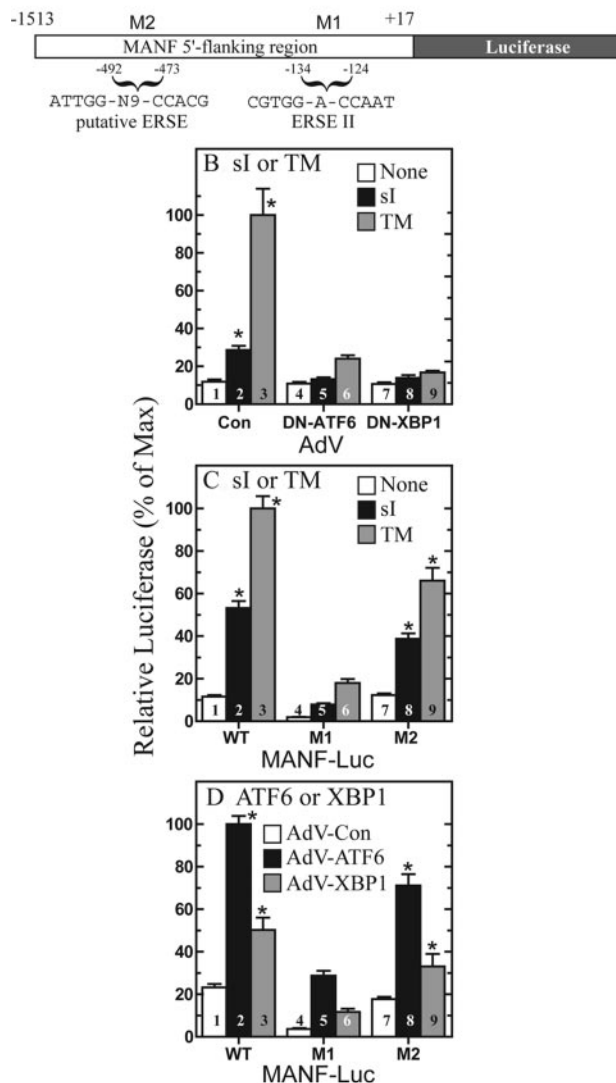 -1513 M2 M1 +17
MANF 5'-flanking region Luciferase
-492 -473 -134 -124
ATTGG-N9-CCACG CGTGG-A-CCAAT
putative ERSE ERSE II
Relative Luciferase (% of Max)
B sI or TM
None
sI
TM
100
80
60
40
20
0
* *
1 2 3 4 5 6 7 8 9
Con DN-ATF6 DN-XBP1
AdV
C sI or TM
None
sI
TM
100
80
60
40
20
0
* * * *
1 2 3 4 5 6 7 8 9
WT M1 M2
MANF-Luc
D ATF6 or XBP1
AdV-Con
AdV-ATF6
AdV-XBP1
100
80
60
40
20
0
* * * *
1 2 3 4 5 6 7 8 9
WT M1 M2
MANF-Luc